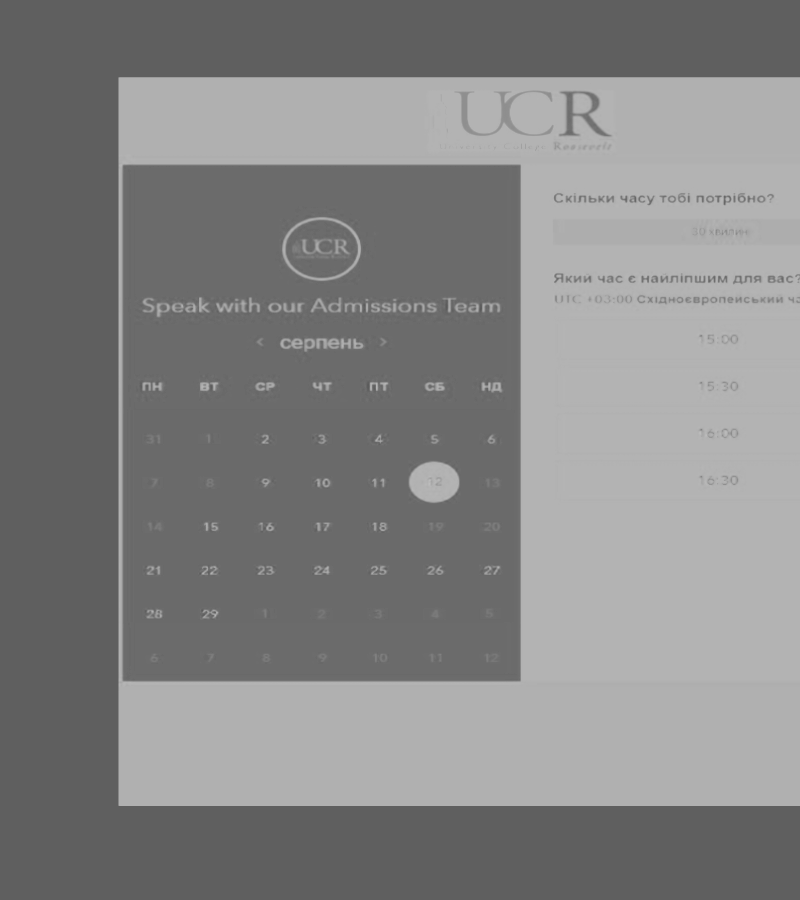 UCR
University College Roosevelt
UCR
Speak with our Admissions Team
< серпень >
ПН ВТ СР ЧТ ПТ СБ НД
31 1 2 3 4 5 6
7 8 9 10 11 12 13
14 15 16 17 18 19 20
21 22 23 24 25 26 27
28 29 1 2 3 4 5
6 7 8 9 10 11 12
Скільки часу тобі потрібно?
30 хвилин
Який час є найліпшим для вас?
UTC +03:00 Східноєвропейський
15:00
15:30
16:00
16:30